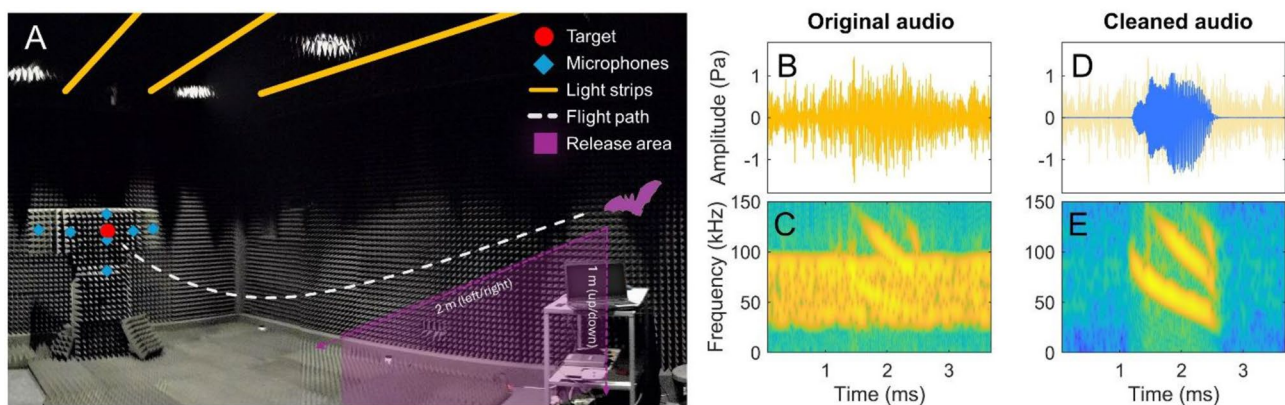 A
Target
Microphones
Light strips
Flight path
Release area
2 m (left/right)
1 m (up/down)
Original audio
B
Amplitude (Pa)
1
0
-1
C
Frequency (kHz)
150
100
50
0
1 2 3
Time (ms)
Cleaned audio
D
1
0
-1
E
150
100
50
0
1 2 3
Time (ms)